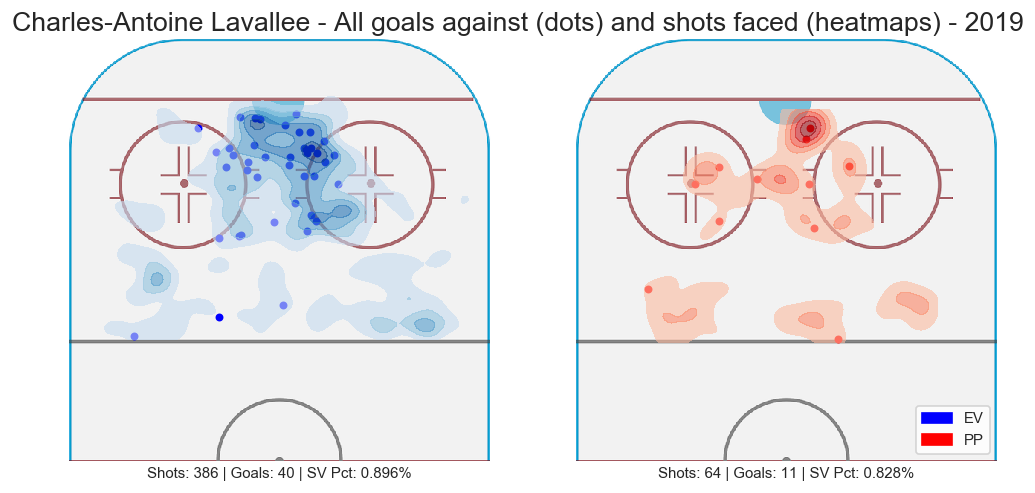 Charles-Antoine Lavallee - All goals against (dots) and shots faced (heatmaps) - 2019
EV
PP
Shots: 386 | Goals: 40 | SV Pct: 0.896%
Shots: 64 | Goals: 11 | SV Pct: 0.828%